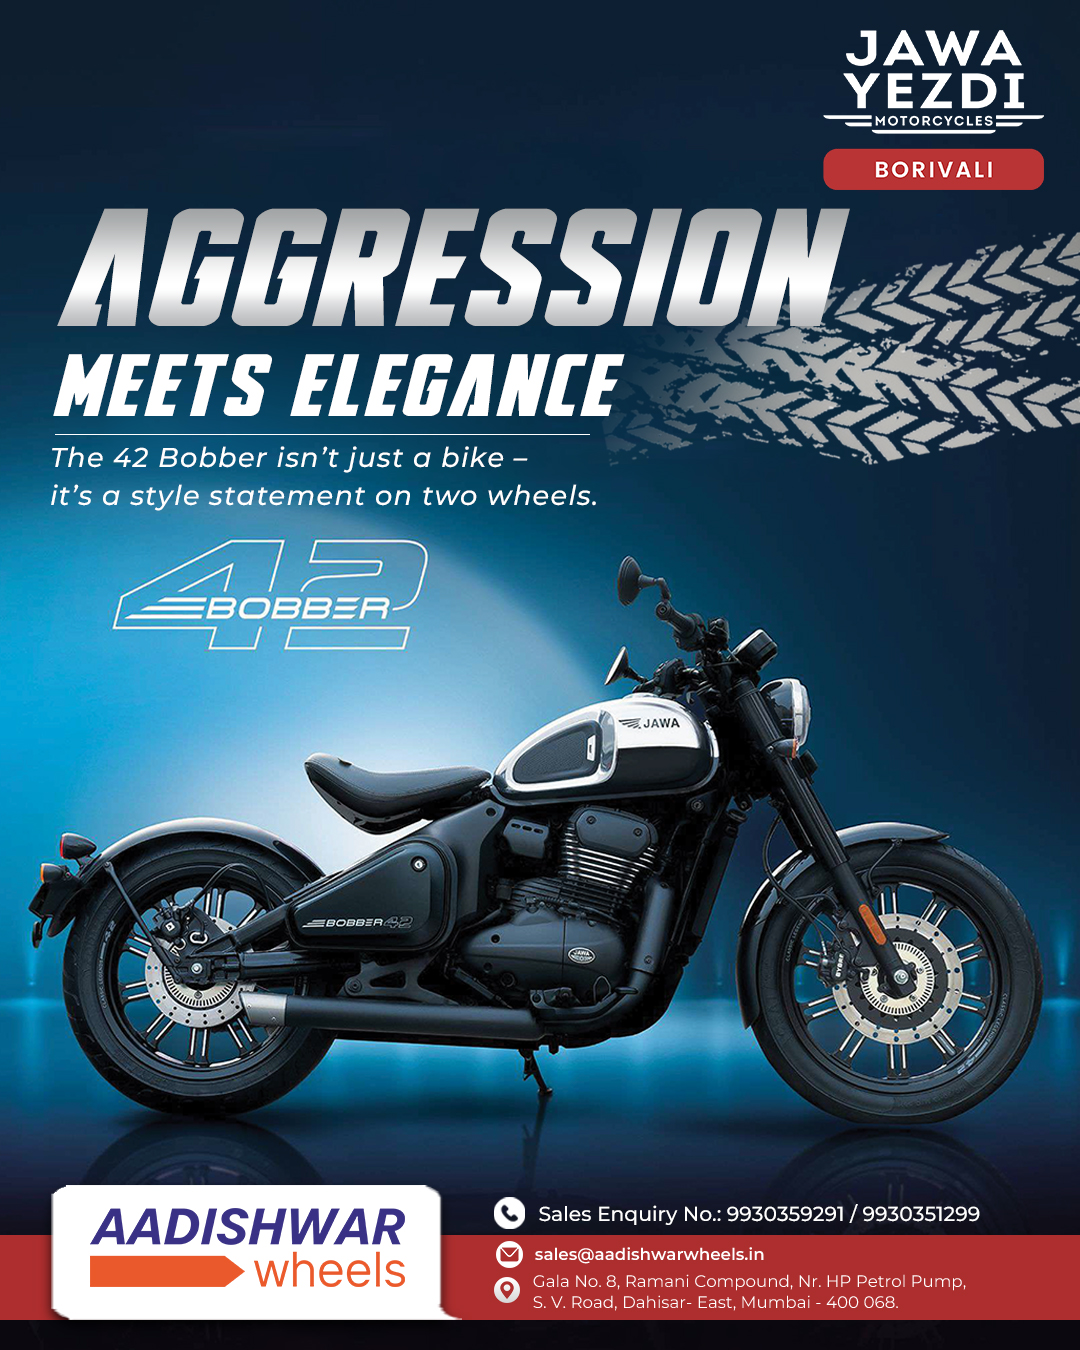 JAWA
YEZDI
MOTORCYCLES
BORIVALI
AGGRESSION
MEETS ELEGANCE
The 42 Bobber isn't just a bike –
it's a style statement on two wheels.
42
BOBBER
JAWA
BOBBER 42
AADISHWAR
wheels
Sales Enquiry No.: 9930359291 / 9930351299
sales@aadishwarwheels.in
Gala No. 8, Ramani Compound, Nr. HP Petrol Pump,
S. V. Road, Dahisar- East, Mumbai - 400 068.